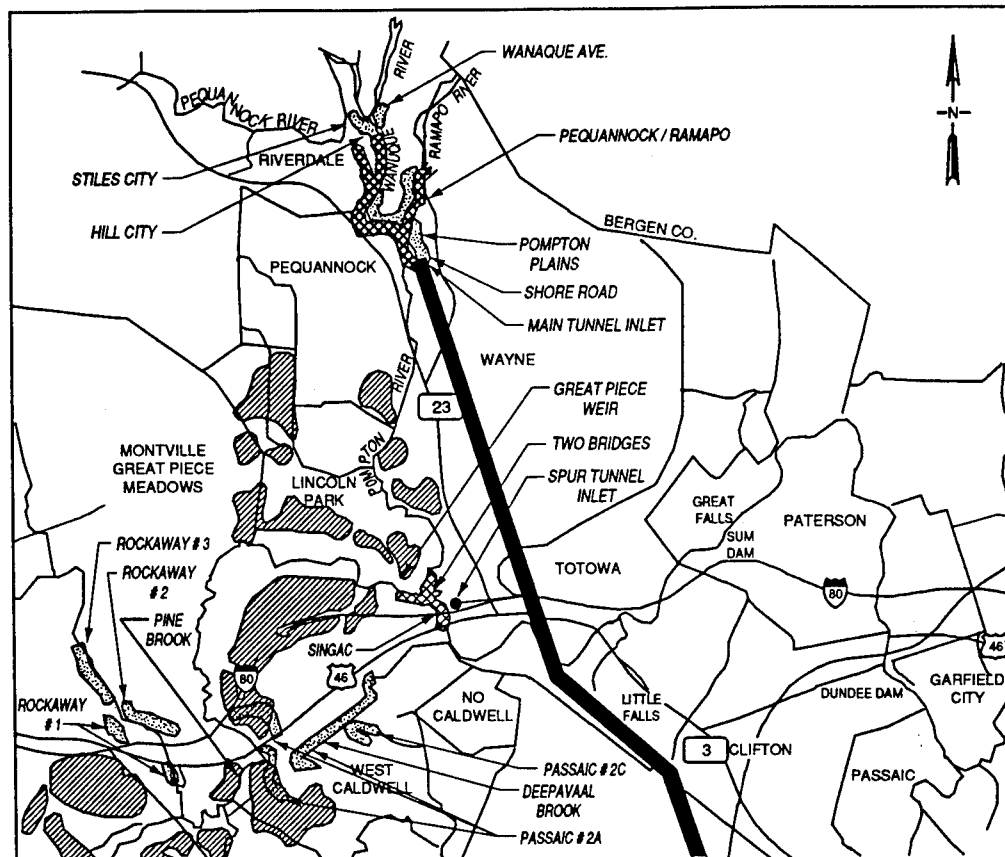 WANAQUE AVE.
RIVER
RIVER
N
PEQUAN
NOCK RIVER
RAMAPO RIVER
PEQUANNOCK / RAMAPO
RIVERDALE
WANUQUE
STILES CITY
HILL CITY
BERGEN CO.
POMPTON
PLAINS
PEQUANNOCK
SHORE ROAD
MAIN TUNNEL INLET
WAYNE
RIVER
POMPTON
23
GREAT PIECE
WEIR
TWO BRIDGES
SPUR TUNNEL
INLET
MONTVILLE
GREAT PIECE
MEADOWS
LINCOLN
PARK
GREAT
FALLS
SUM
DAM
PATERSON
ROCKAWAY # 3
ROCKAWAY
# 2
PINE
BROOK
TOTOWA
80
SINGAC
46
46
80
ROCKAWAY
# 1
NO
CALDWELL
LITTLE
FALLS
DUNDEE DAM
GARFIELD
CITY
3
CLIFTON
WEST
CALDWELL
PASSAIC # 2C
DEEPAVAAL
BROOK
PASSAIC
PASSAIC # 2A